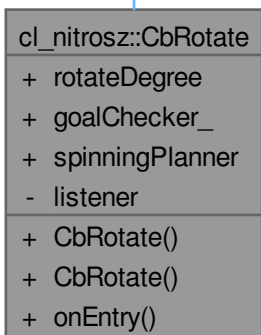 cl_nitrosz::CbRotate
+ rotateDegree
+ goalChecker_
+ spinningPlanner
- listener
+ CbRotate()
+ CbRotate()
+ onEntry()